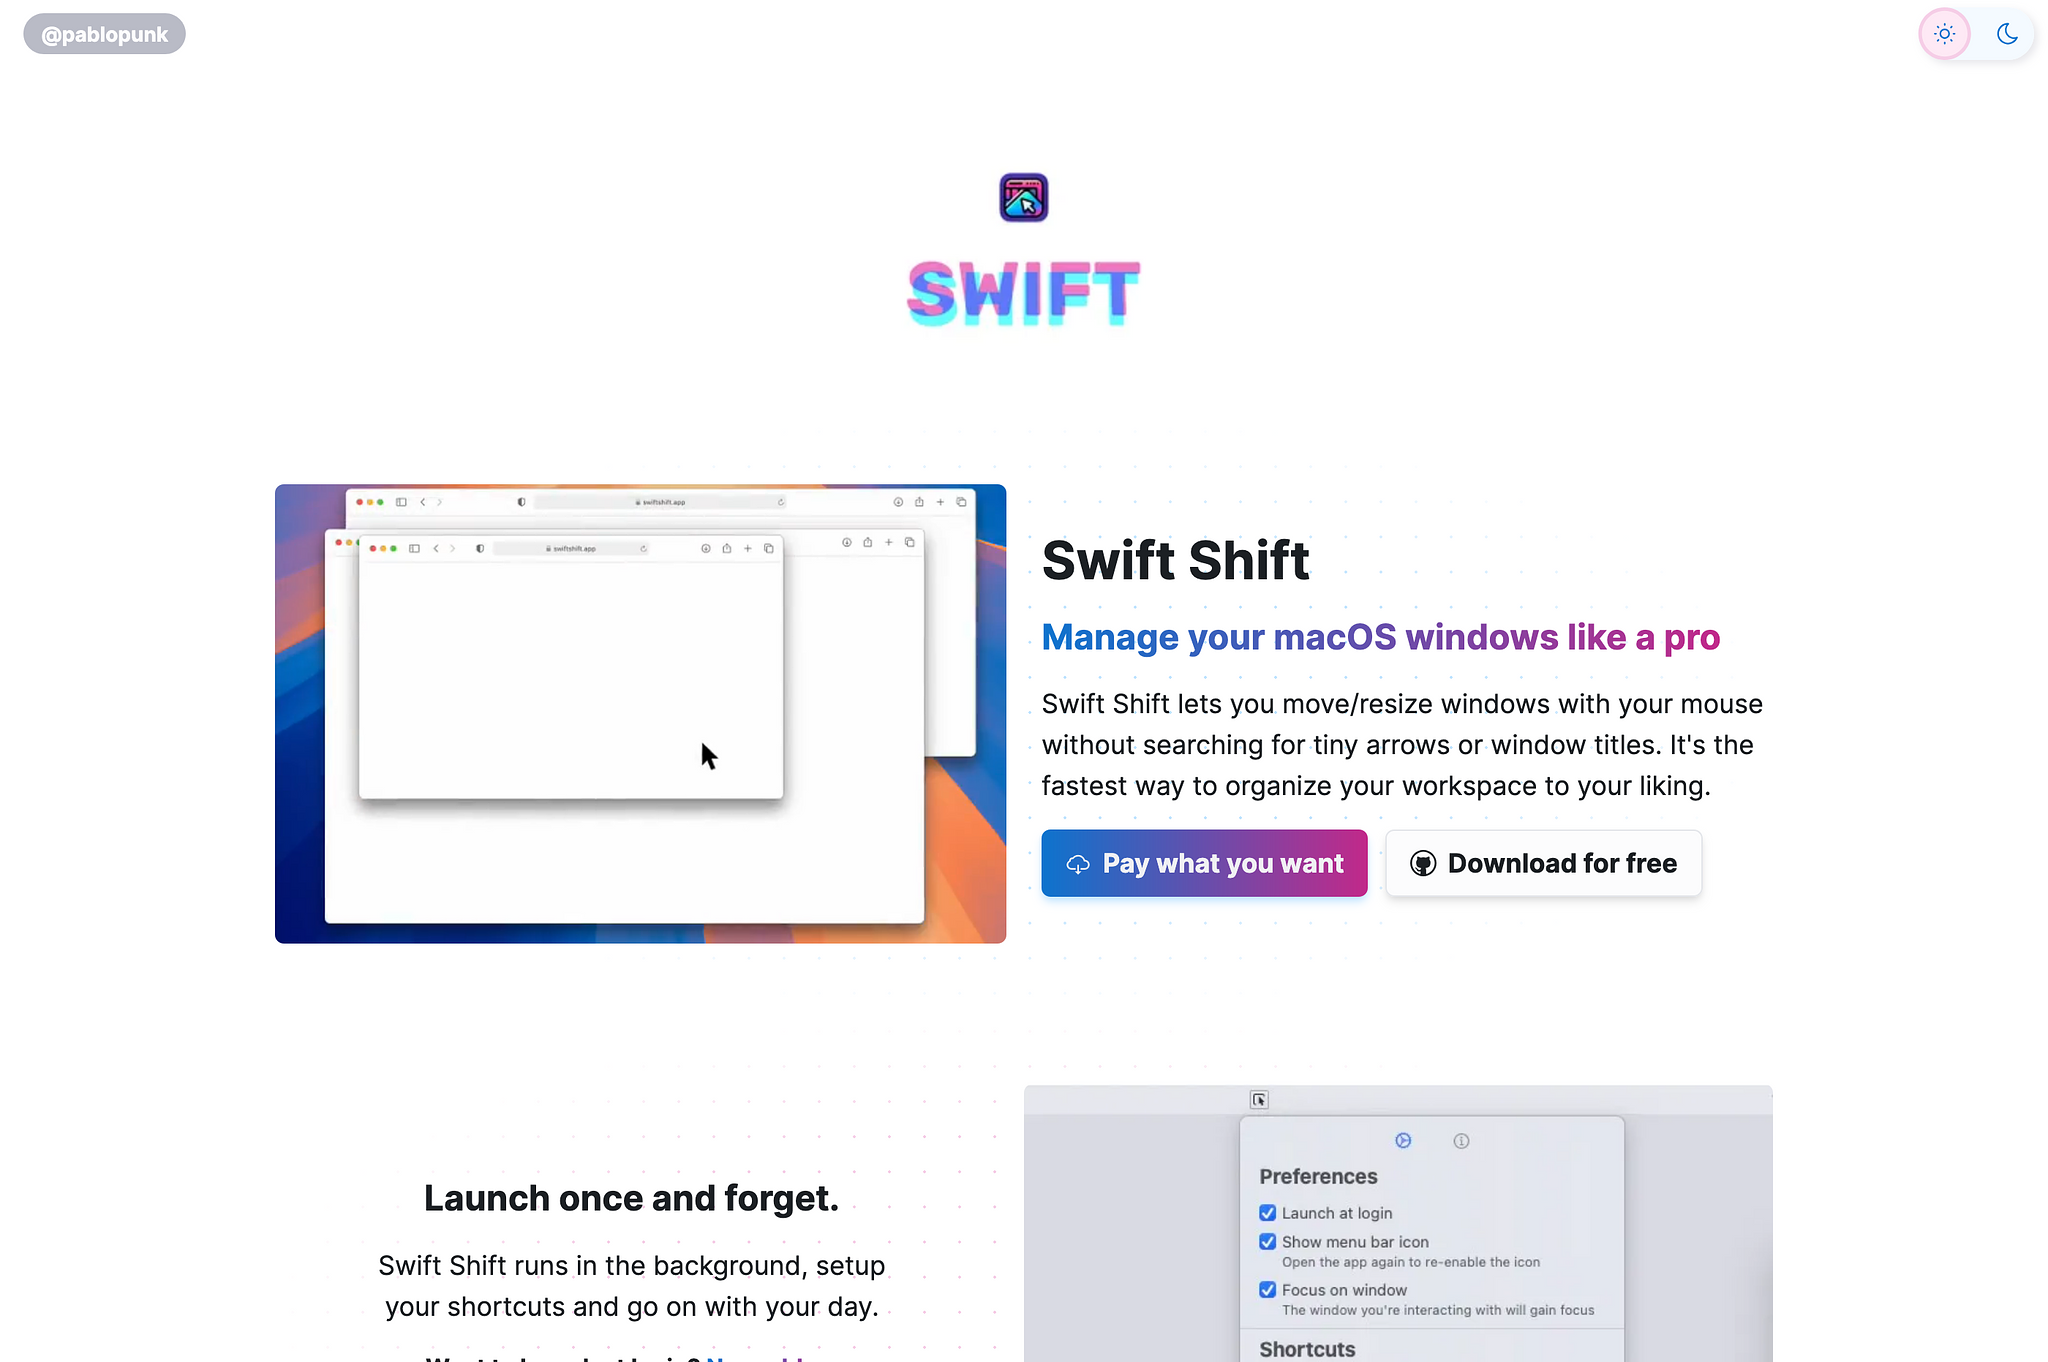 @pablopunk
SWIFT
swiftshift.app
swiftshift.app
Swift Shift
Manage your macOS windows like a pro
Swift Shift lets you move/resize windows with your mouse
without searching for tiny arrows or window titles. It's the
fastest way to organize your workspace to your liking.
Pay what you want
Download for free
Launch once and forget.
Swift Shift runs in the background, setup
your shortcuts and go on with your day.
Preferences
Launch at login
Show menu bar icon
Open the app again to re-enable the icon
Focus on window
The window you're interacting with will gain focus
Shortcuts